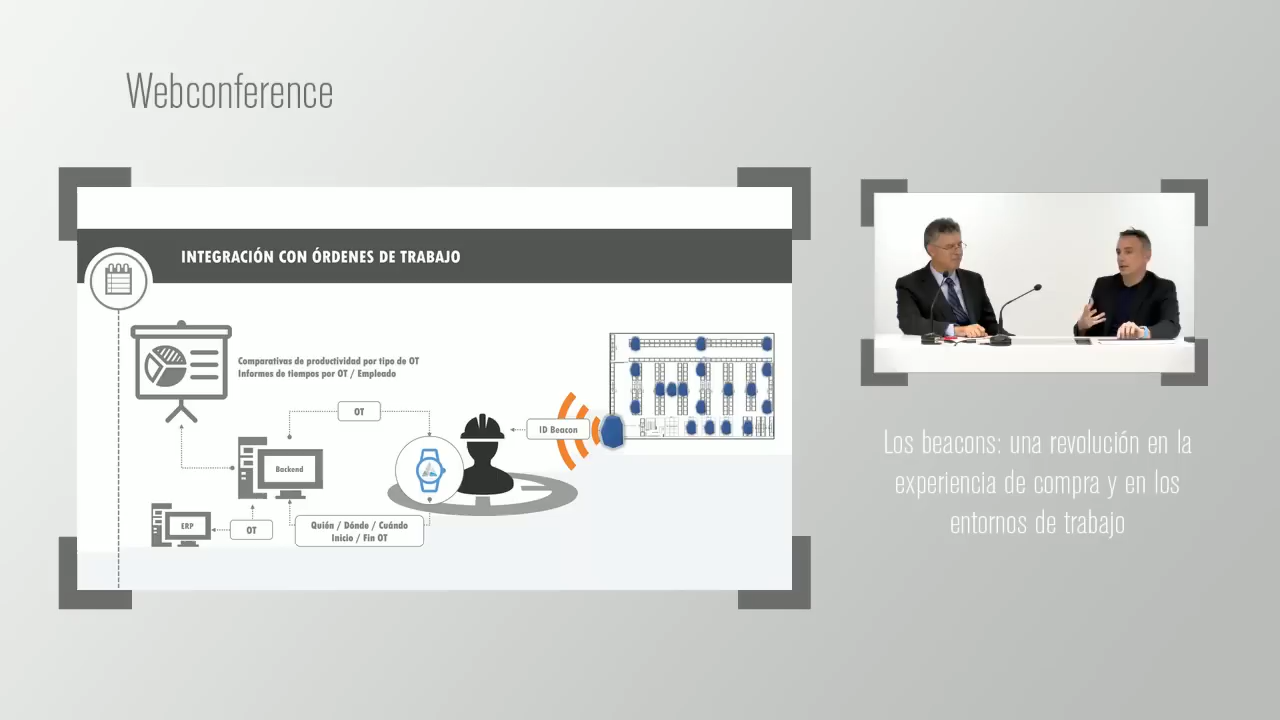 Webconference
INTEGRACIÓN CON ÓRDENES DE TRABAJO
Comparativas de productividad por tipo de OT
Informes de tiempos por OT / Empleado
OT
ID Beacon
Backend
ERP
OT
Quién / Dónde / Cuándo
Inicio / Fin OT
Los beacons: una revolución en la
experiencia de compra y en los
entornos de trabajo